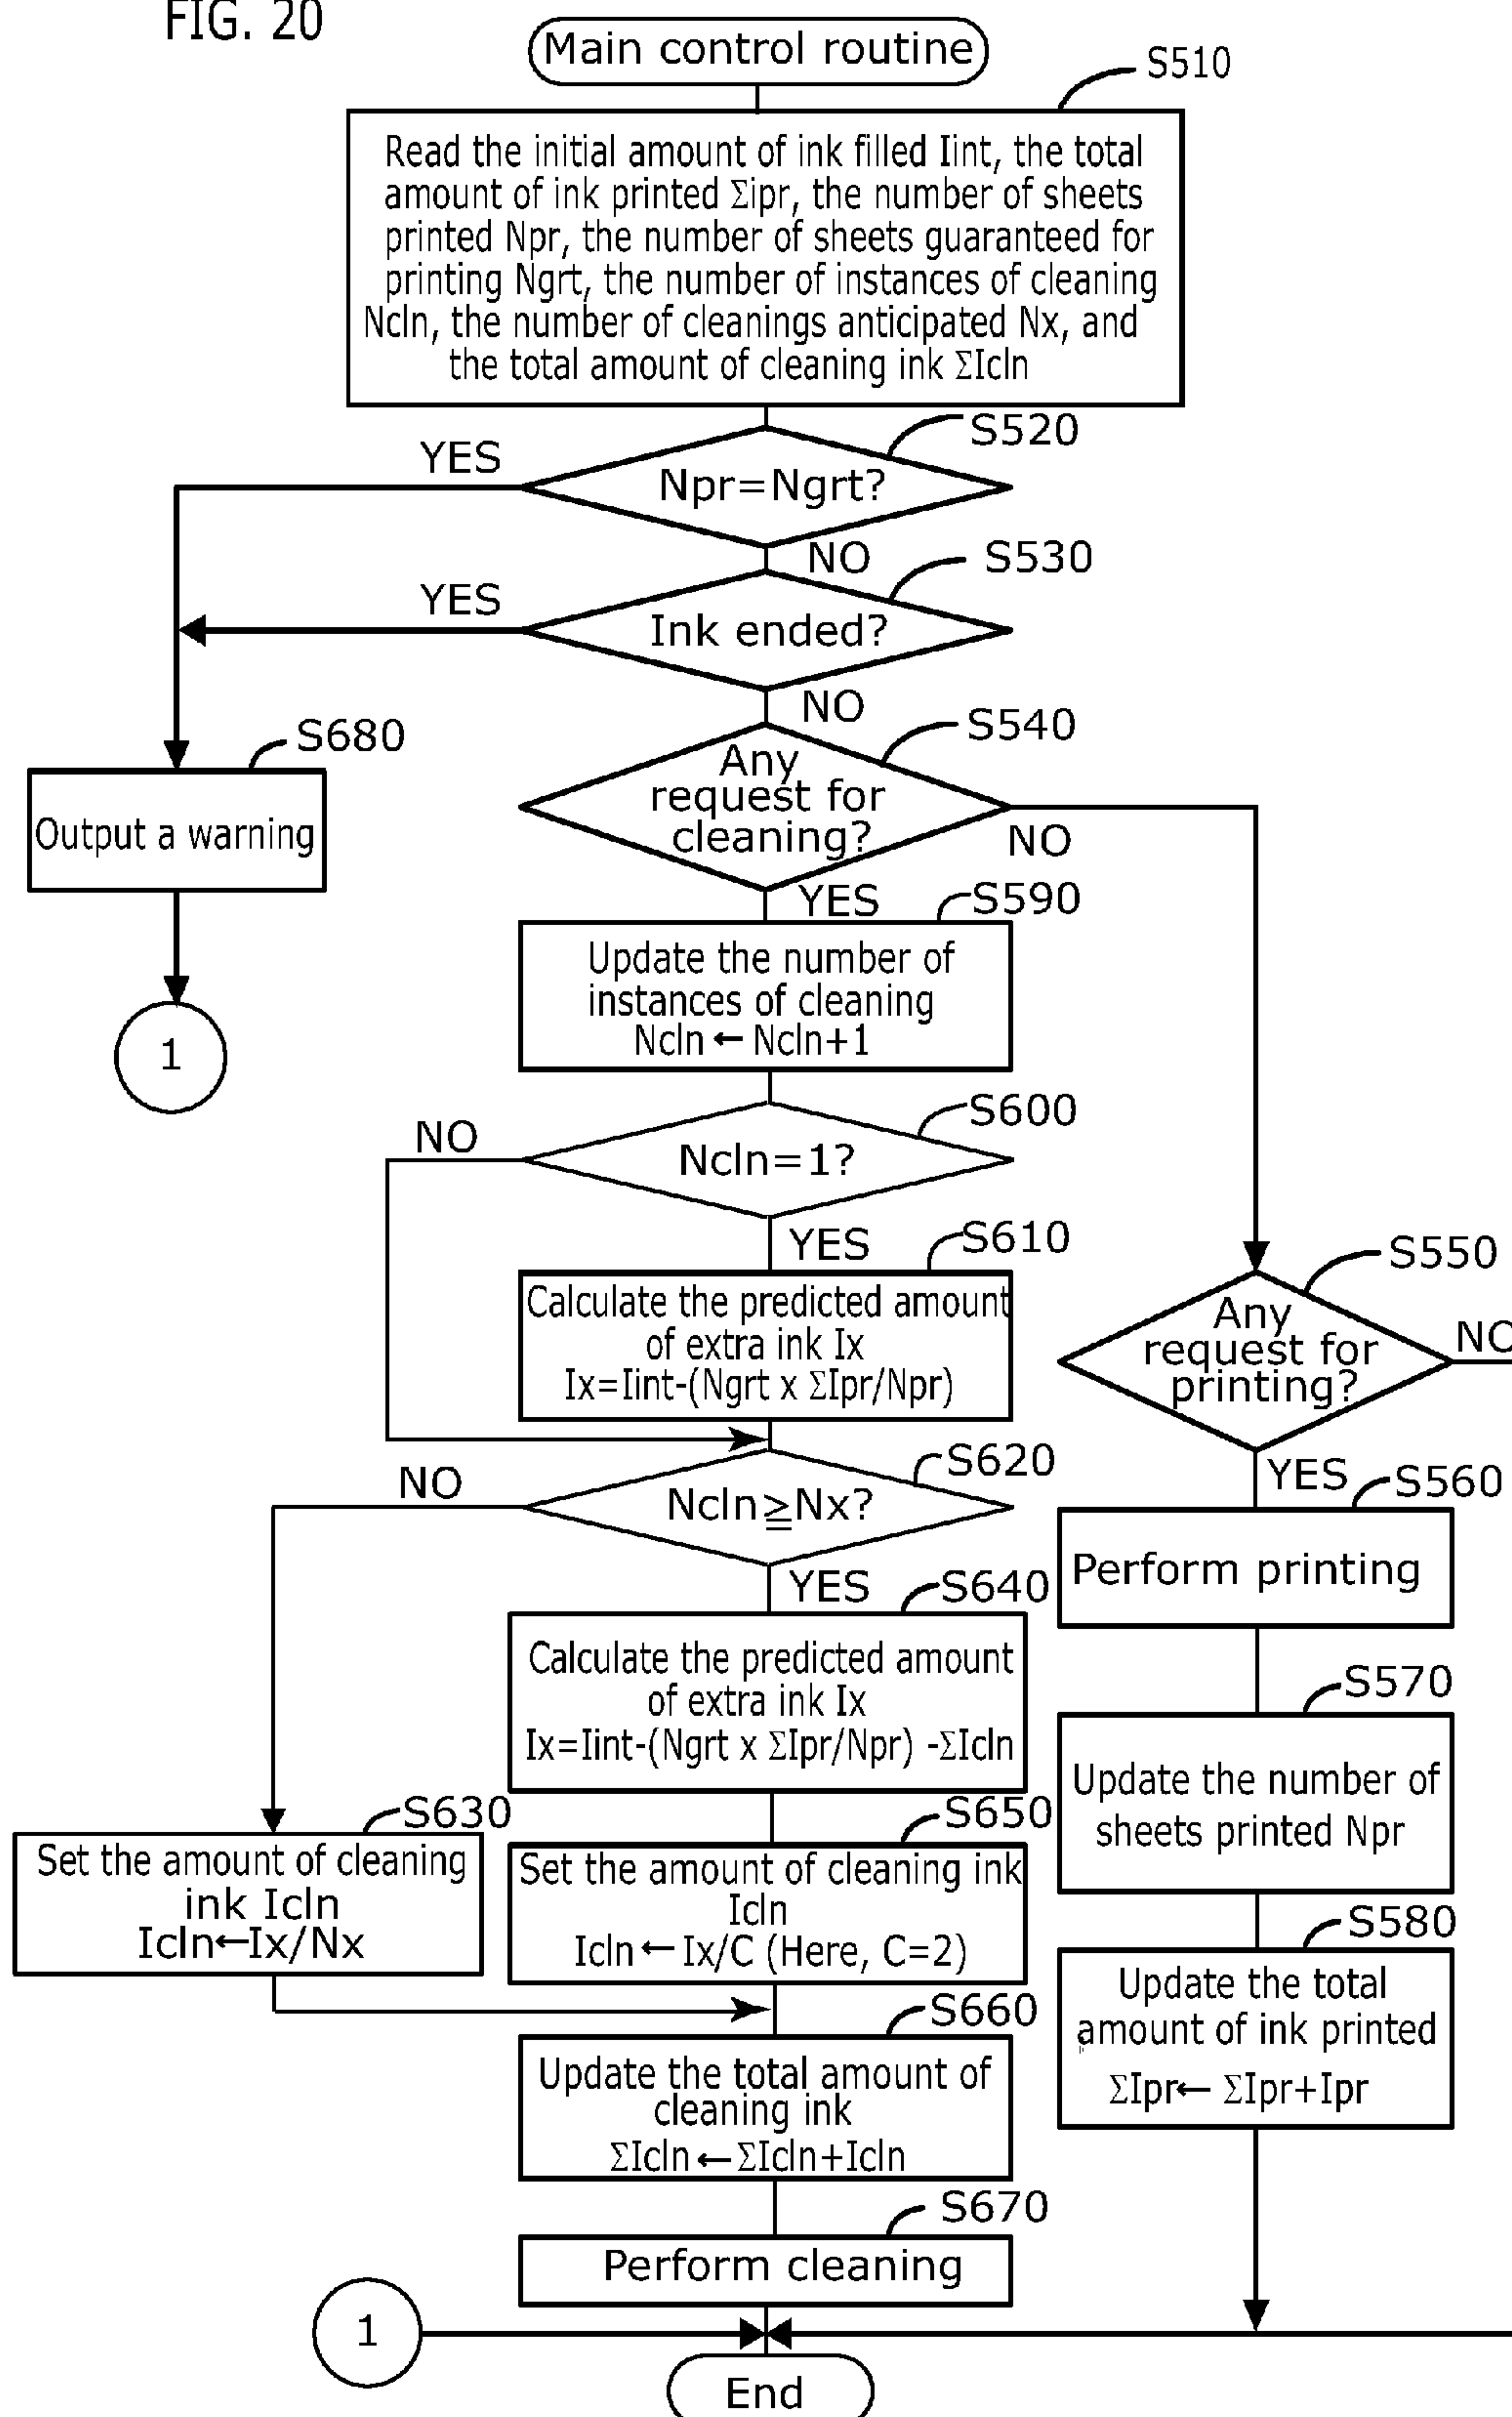 FIG. 20
Main control routine
S510
Read the initial amount of ink filled Iint, the total
amount of ink printed Σipr, the number of sheets
printed Npr, the number of sheets guaranteed for
printing Ngrt, the number of instances of cleaning
Ncln, the number of cleanings anticipated Nx, and
the total amount of cleaning ink ΣIcln
S520
YES
Npr=Ngrt?
NO
S530
YES
Ink ended?
NO
S540
Any
request for
cleaning?
NO
YES
S680
Output a warning
1
S590
Update the number of
instances of cleaning
Ncln ← Ncln+1
S600
NO
Ncln=1?
YES
S610
Calculate the predicted amount
of extra ink Ix
Ix=Iint-(Ngrt x ΣIpr/Npr)
S550
Any
request for
printing?
NO
YES
S620
NO
Ncln≧Nx?
YES
S560
Perform printing
S640
Calculate the predicted amount
of extra ink Ix
Ix=Iint-(Ngrt x ΣIpr/Npr) -ΣIcln
S570
Update the number of
sheets printed Npr
S630
Set the amount of cleaning
ink Icln
Icln←Ix/Nx
S650
Set the amount of cleaning ink
Icln
Icln ← Ix/C (Here, C=2)
S580
Update the total
amount of ink printed
ΣIpr← ΣIpr+Ipr
S660
Update the total amount of
cleaning ink
ΣIcln ←ΣIcln+Icln
S670
Perform cleaning
1
End